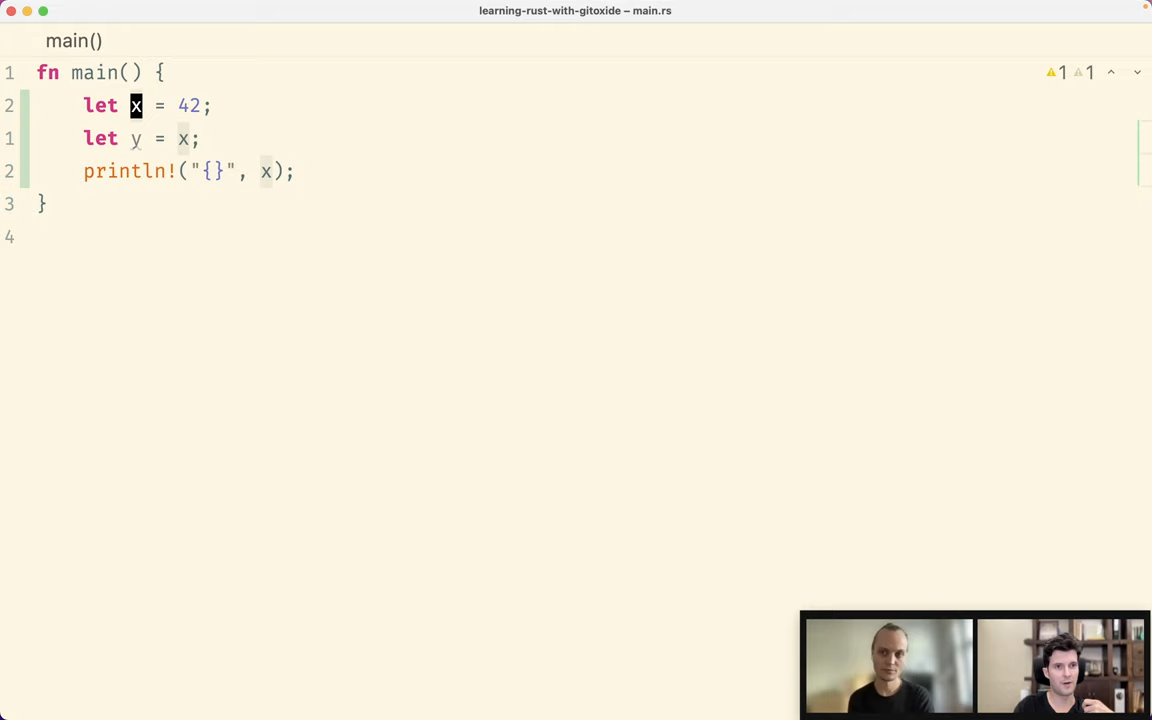 learning-rust-with-gitoxide – main.rs
main()
1 fn main() { 1 1
2 let x = 42;
1 let y = x;
2 println!("{}", x);
3 }
4